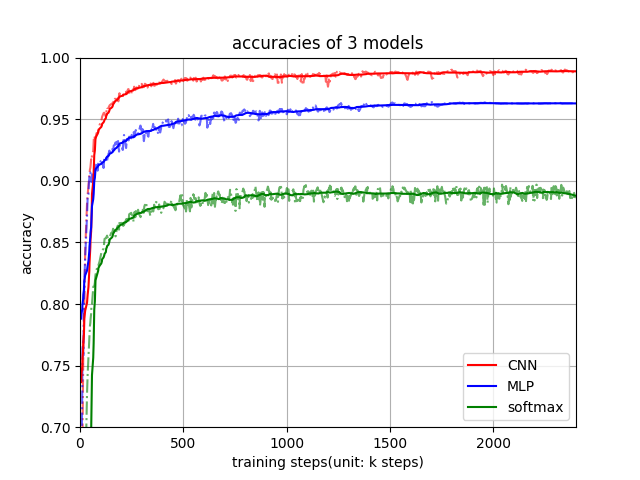 accuracies of 3 models
accuracy
1.00
0.95
0.90
0.85
0.80
0.75
0.70
0
500
1000
1500
2000
training steps(unit: k steps)
CNN
MLP
softmax